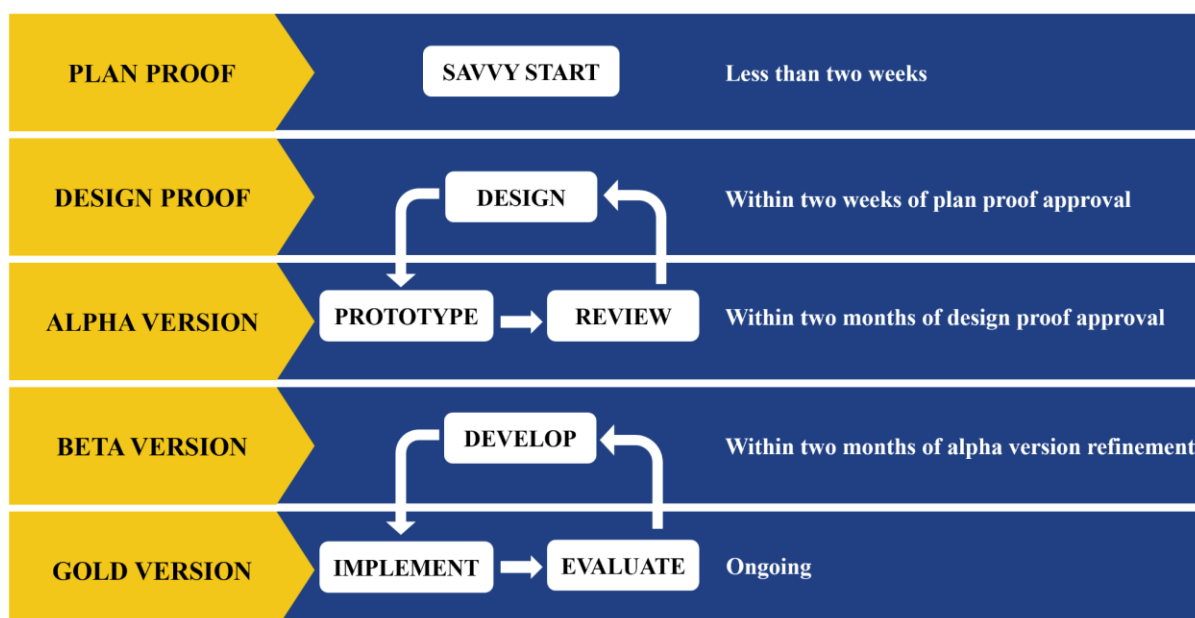 PLAN PROOF
SAVVY START
Less than two weeks
DESIGN PROOF
DESIGN
Within two weeks of plan proof approval
ALPHA VERSION
PROTOTYPE
REVIEW
Within two months of design proof approval
BETA VERSION
DEVELOP
Within two months of alpha version refinement
GOLD VERSION
IMPLEMENT
EVALUATE
Ongoing